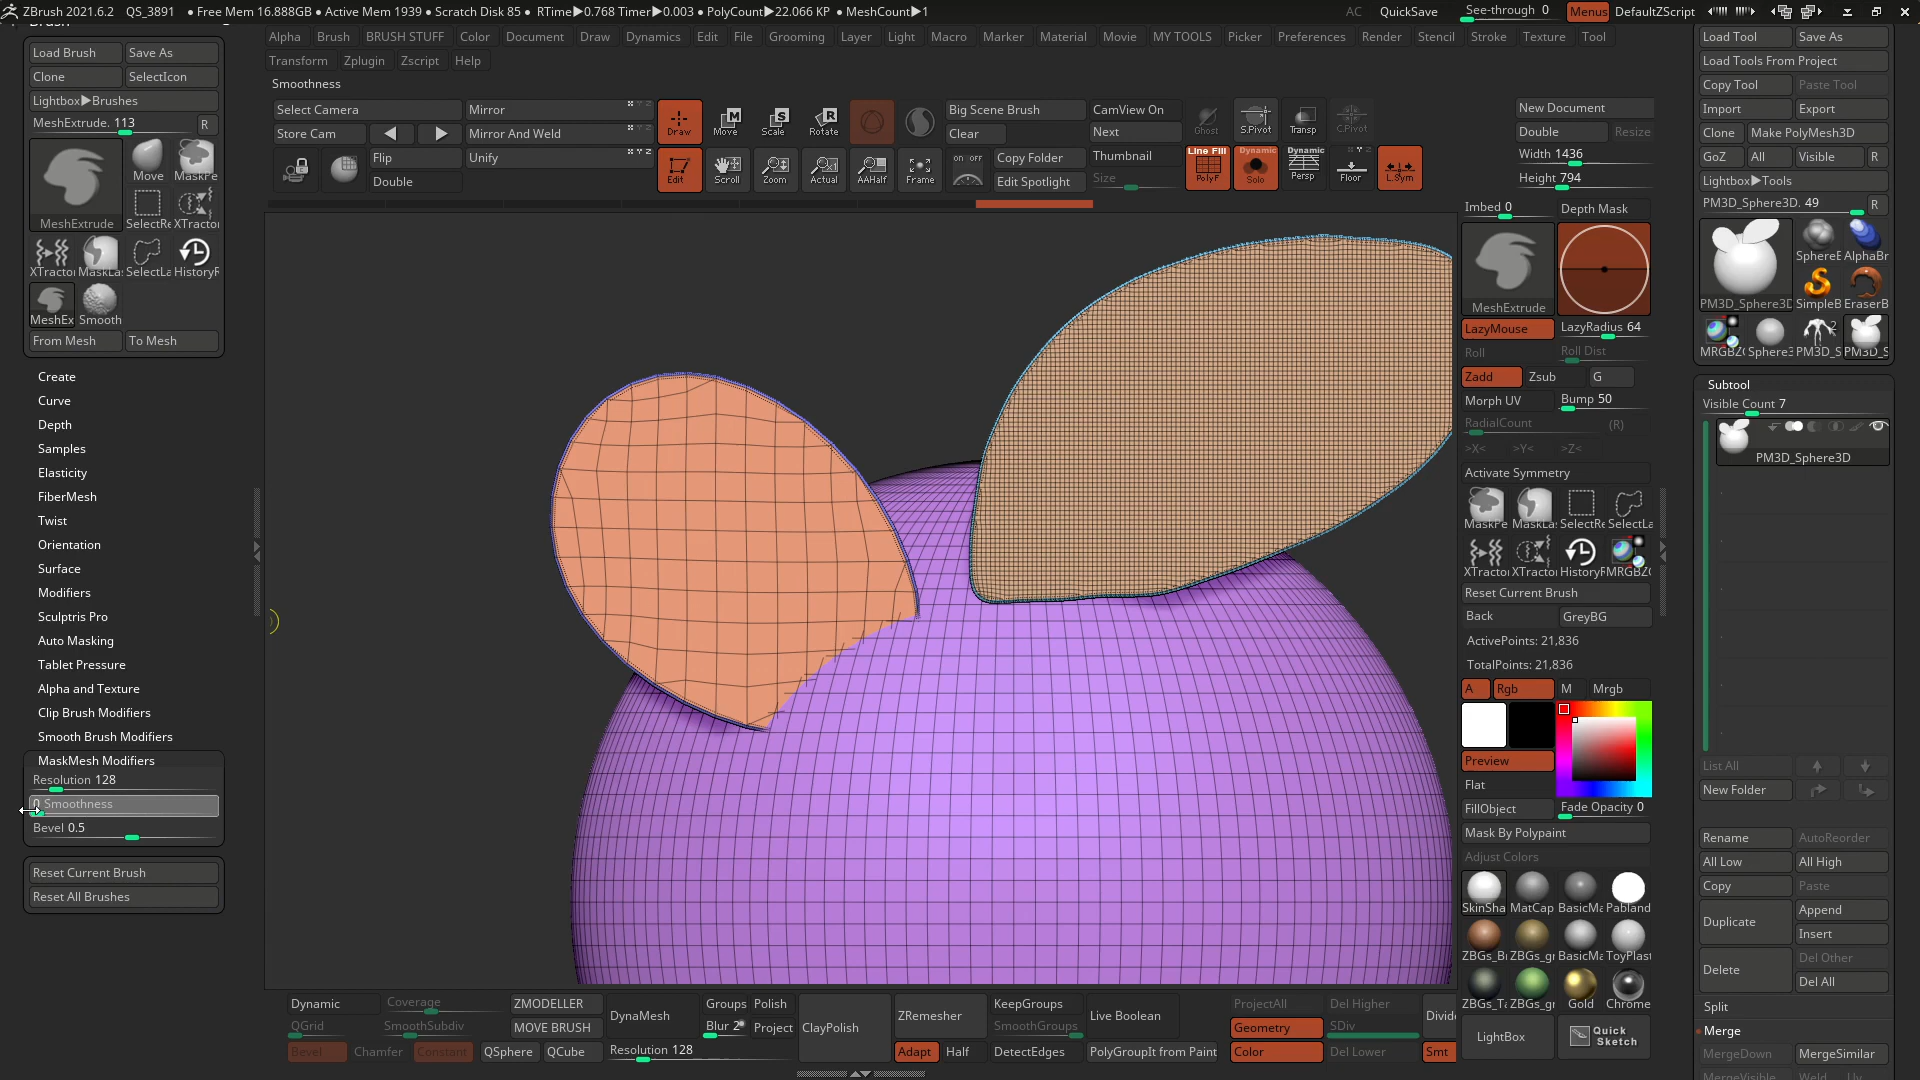 ZBrush 2021.6.2 QS_3891 • Free Mem 16.888GB • Active Mem 1939 • Scratch Disk 85 • RTime▶0.768 Timer▶0.003 • PolyCount▶22.066 KP • MeshCount▶1 AC QuickSave See-through 0 Menus DefaultZScript
Alpha Brush BRUSH STUFF Color Document Draw Dynamics Edit File Grooming Layer Light Macro Marker Material Movie MY TOOLS Picker Preferences Render Stencil Stroke Texture Tool
Transform Zplugin Zscript Help
Smoothness
Load Brush Save As
Clone SelectIcon
Lightbox▶Brushes
MeshExtrude. 113 R
MeshExtrude Move MaskPe
SelectRe XTractor
XTractor MaskLa SelectLa HistoryR
MeshEx Smooth
From Mesh To Mesh
Create
Curve
Depth
Samples
Elasticity
FiberMesh
Twist
Orientation
Surface
Modifiers
Sculptris Pro
Auto Masking
Tablet Pressure
Alpha and Texture
Clip Brush Modifiers
Smooth Brush Modifiers
MaskMesh Modifiers
Resolution 128
0 Smoothness
Bevel 0.5
Reset Current Brush
Reset All Brushes
Select Camera Mirror
Store Cam Mirror And Weld
Flip Unify
Double
Draw Move Scale Rotate
Edit Scroll Zoom Actual AAHalf Frame
ON OFF
Big Scene Brush CamView On
Clear Next
Copy Folder Thumbnail
Edit Spotlight Size
Ghost S.Pivot Transp C.Pivot
Line Fill PolyF Dynamic Solo Dynamic Persp Floor L.Sym
New Document
Double Resize
Width 1436
Height 794
Imbed 0 Depth Mask
MeshExtrude
LazyMouse LazyRadius 64
Roll Roll Dist
Zadd Zsub G
Morph UV Bump 50
RadialCount (R)
>X< >Y< >Z<
Activate Symmetry
MaskPe MaskLa SelectRe SelectLa
XTractor XTractor HistoryR MRGBZ
Reset Current Brush
Back GreyBG
ActivePoints: 21,836
TotalPoints: 21,836
A Rgb M Mrgb
Preview
Flat
FillObject Fade Opacity 0
Mask By Polypaint
Adjust Colors
SkinSha MatCap BasicMa Pabland
ZBGs_Br ZBGs_gr BasicMa ToyPlast
ZBGs_Ta ZBGs_gr Gold Chrome
LightBox Quick Sketch
Load Tool Save As
Load Tools From Project
Copy Tool Paste Tool
Import Export
Clone Make PolyMesh3D
GoZ All Visible R
Lightbox▶Tools
PM3D_Sphere3D. 49 R
PM3D_Sphere3D SphereB AlphaBr
SimpleB EraserB
2
MRGBZ Sphere3 PM3D_S PM3D_S
Subtool
Visible Count 7
PM3D_Sphere3D
List All
New Folder
Rename AutoReorder
All Low All High
Copy Paste
Duplicate Append
Insert
Delete Del Other
Del All
Split
Merge
MergeDown MergeSimilar
MergeVisible Weld Uv
Dynamic Coverage ZMODELLER DynaMesh Groups Polish ClayPolish ZRemesher KeepGroups Live Boolean ProjectAll Del Higher Divide
QGrid SmoothSubdiv MOVE BRUSH Blur 2 Project SmoothGroups Geometry SDiv
Bevel Chamfer Constant QSphere QCube Resolution 128 Adapt Half DetectEdges PolyGroupIt from Paint Color Del Lower Smt